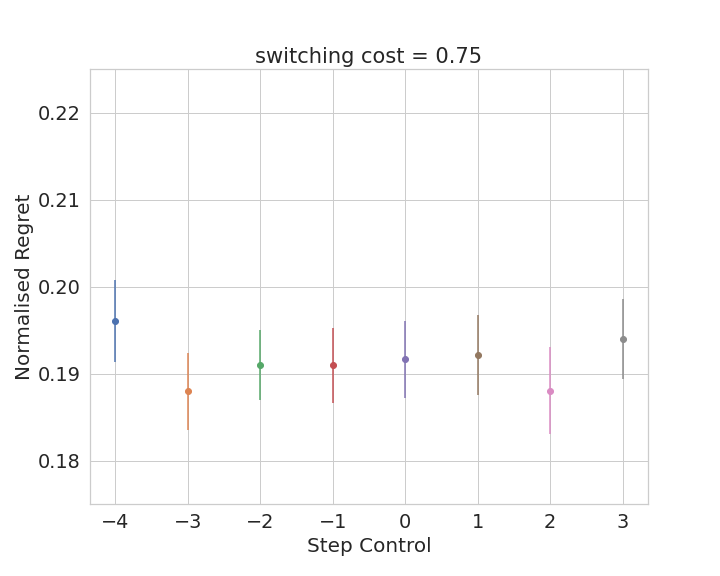 switching cost = 0.75
0.22
0.21
0.20
0.19
0.18
Normalised Regret
−4 −3 −2 −1 0 1 2 3
Step Control